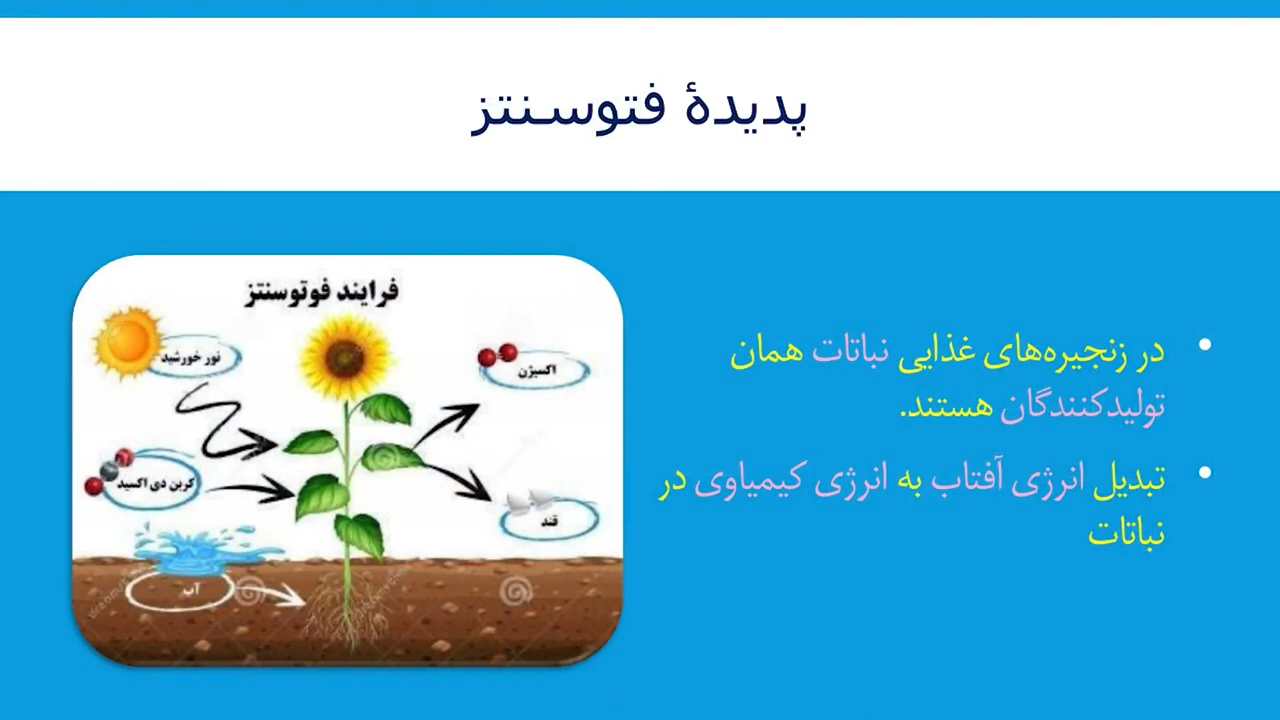 پدیدهٔ فتوسنتز
در زنجیره‌های غذایی نباتات همان
تولیدکنندگان هستند.
تبدیل انرژی آفتاب به انرژی کیمیاوی در
نباتات
فرایند فوتوسنتز
نور خورشید
اکسیژن
کربن دی اکسید
قند
آب